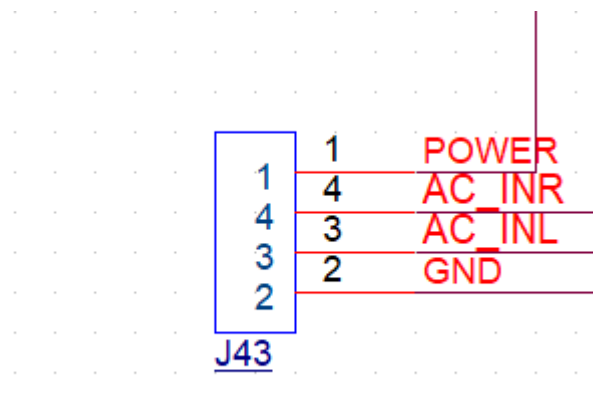 1 1 POWER
4 4 AC_INR
3 3 AC_INL
2 2 GND
J43